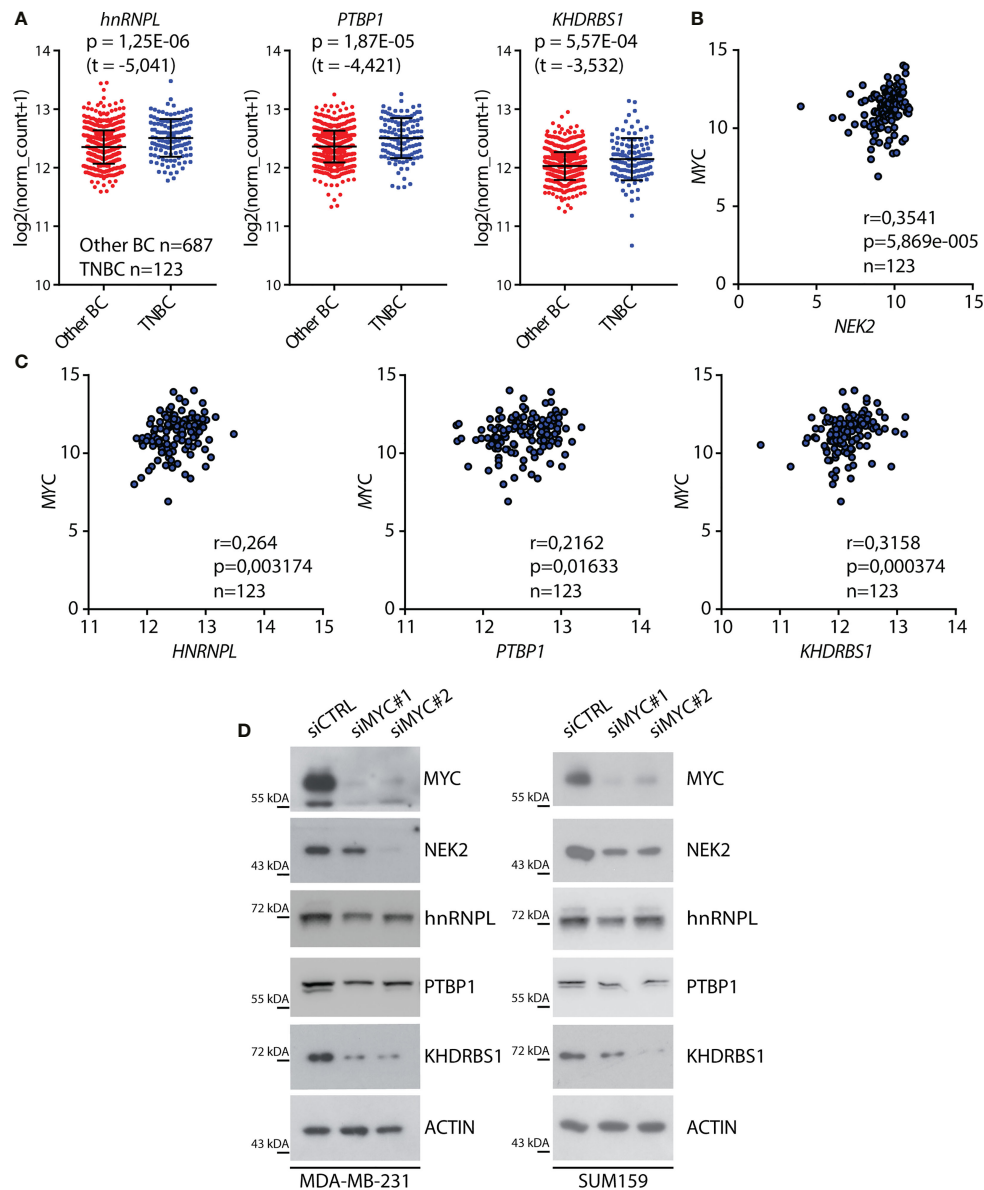 A
hnRNPL
p = 1,25E-06
(t = -5,041)
log2(norm_count+1)
14
13
12
11
10
Other BC n=687
TNBC n=123
Other BC
TNBC
PTBP1
p = 1,87E-05
(t = -4,421)
log2(norm_count+1)
14
13
12
11
10
Other BC
TNBC
KHDRBS1
p = 5,57E-04
(t = -3,532)
log2(norm_count+1)
14
13
12
11
10
Other BC
TNBC
B
MYC
15
10
5
0
r=0,3541
p=5,869e-005
n=123
0 5 10 15
NEK2
C
MYC
15
10
5
0
r=0,264
p=0,003174
n=123
11 12 13 14 15
HNRNPL
MYC
15
10
5
0
r=0,2162
p=0,01633
n=123
11 12 13 14
PTBP1
MYC
15
10
5
0
r=0,3158
p=0,000374
n=123
10 11 12 13 14
KHDRBS1
D
siCTRL
siMYC#1
siMYC#2
55 kDA
MYC
43 kDA
NEK2
72 kDA
hnRNPL
55 kDA
PTBP1
72 kDA
KHDRBS1
43 kDA
ACTIN
MDA-MB-231
siCTRL
siMYC#1
siMYC#2
55 kDA
MYC
43 kDA
NEK2
72 kDA
hnRNPL
55 kDA
PTBP1
72 kDA
KHDRBS1
43 kDA
ACTIN
SUM159